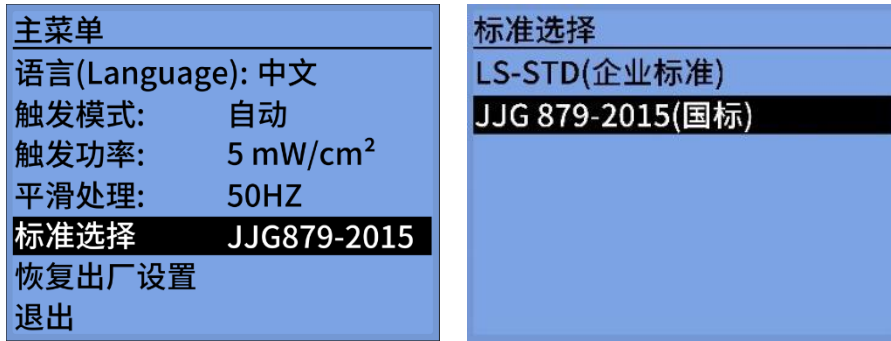 主菜单
语言(Language): 中文
触发模式: 自动
触发功率: 5 mW/cm²
平滑处理: 50HZ
标准选择 JJG879-2015
恢复出厂设置
退出
标准选择
LS-STD(企业标准)
JJG 879-2015(国标)